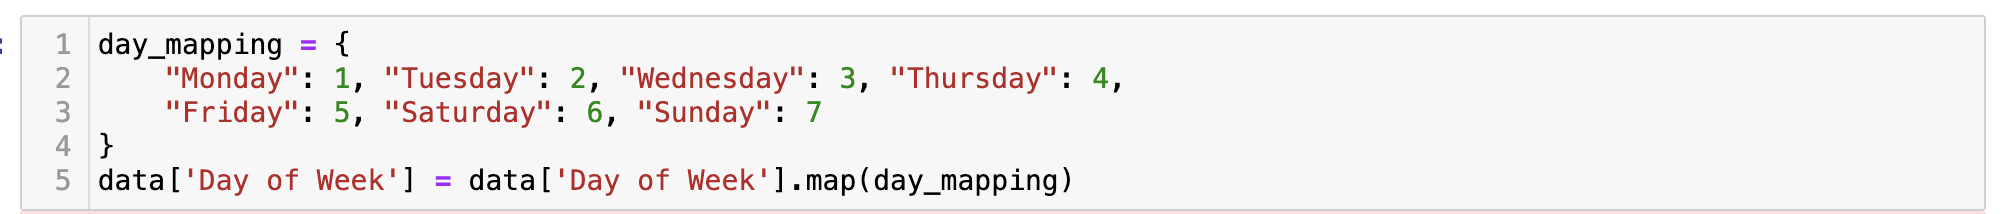 1 day_mapping = {
2     "Monday": 1, "Tuesday": 2, "Wednesday": 3, "Thursday": 4,
3     "Friday": 5, "Saturday": 6, "Sunday": 7
4 }
5 data['Day of Week'] = data['Day of Week'].map(day_mapping)